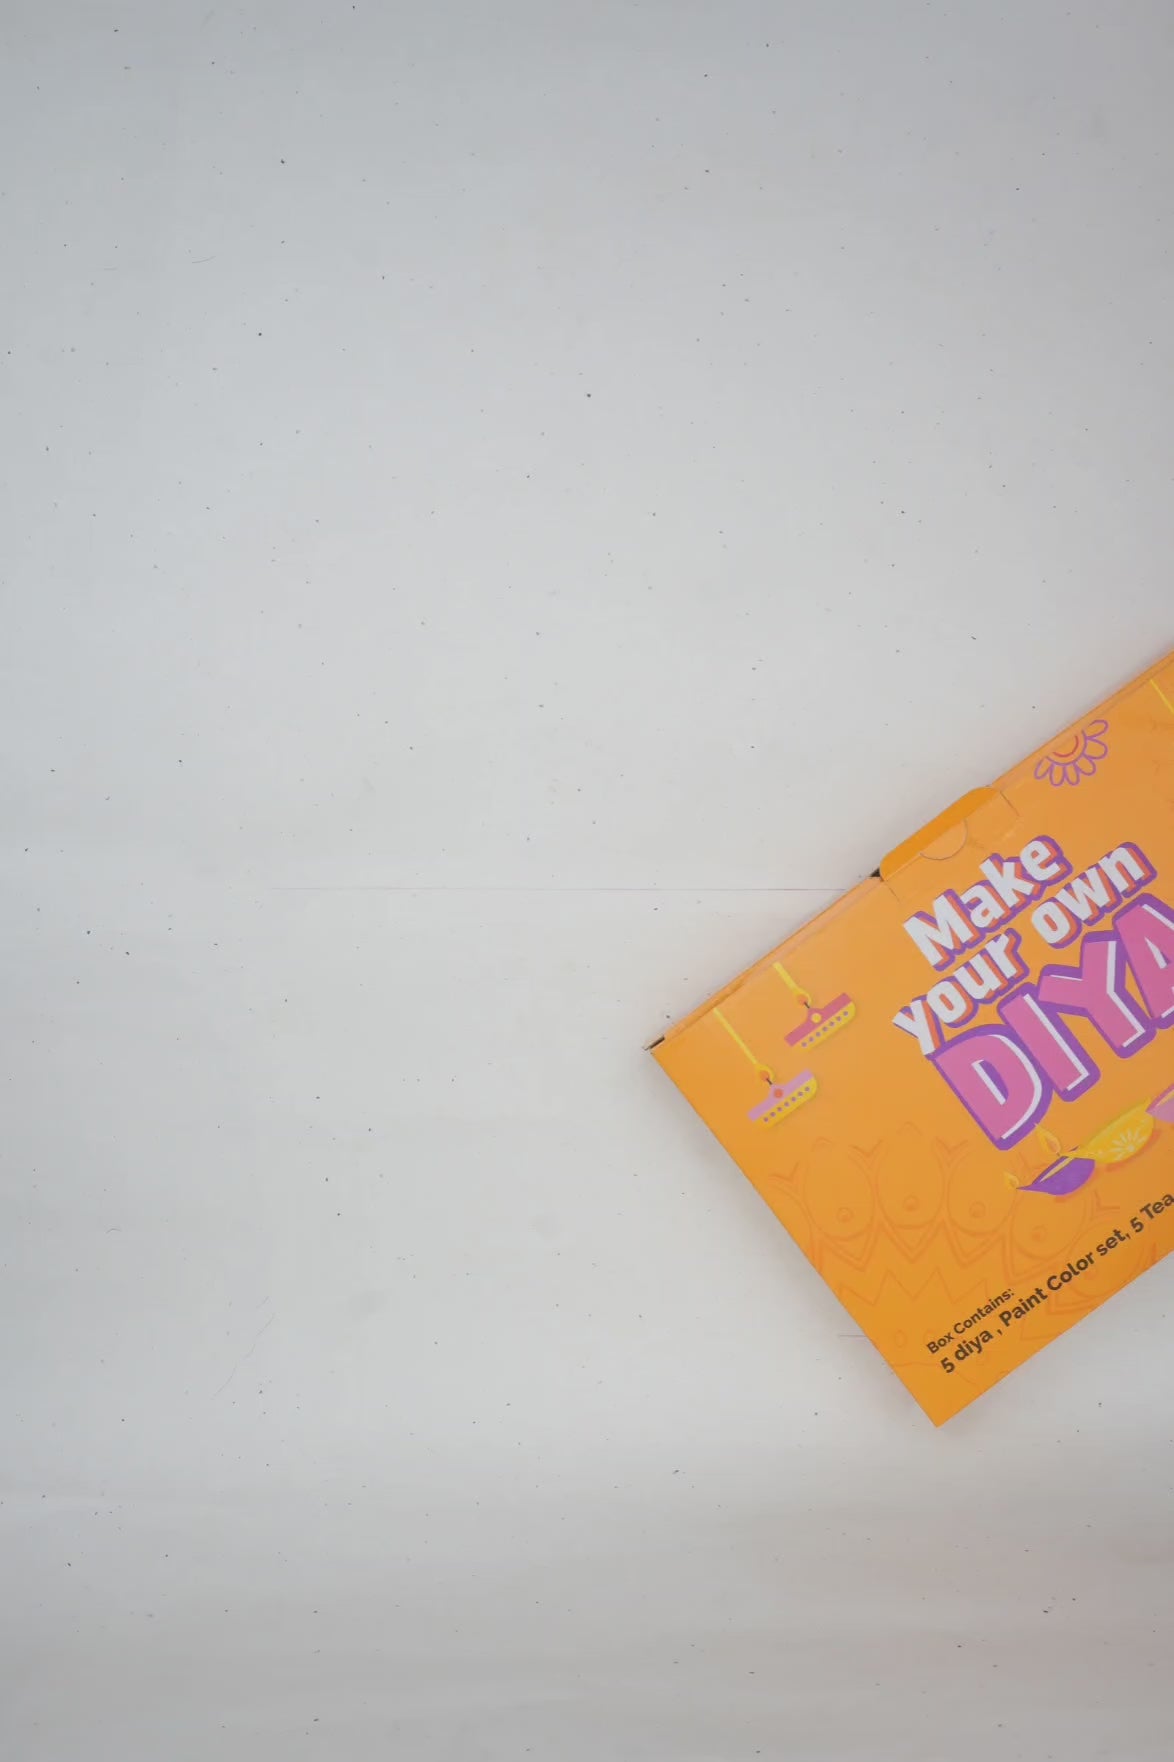 Make
your own
DIYA
Box Contains:
5 diya , Paint Color set, 5 Tea